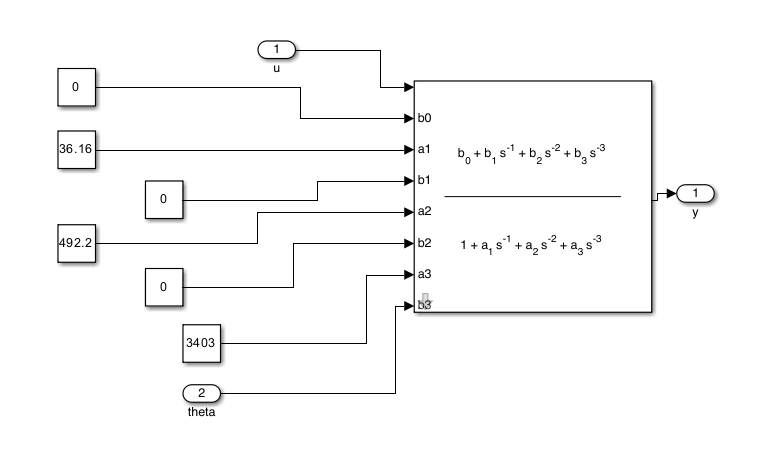 1
u
0
b0
36.16
a1
b0 + b1 s-1 + b2 s-2 + b3 s-3
0
b1
1
y
492.2
a2
b2
1 + a1 s-1 + a2 s-2 + a3 s-3
0
a3
b3
3403
2
theta